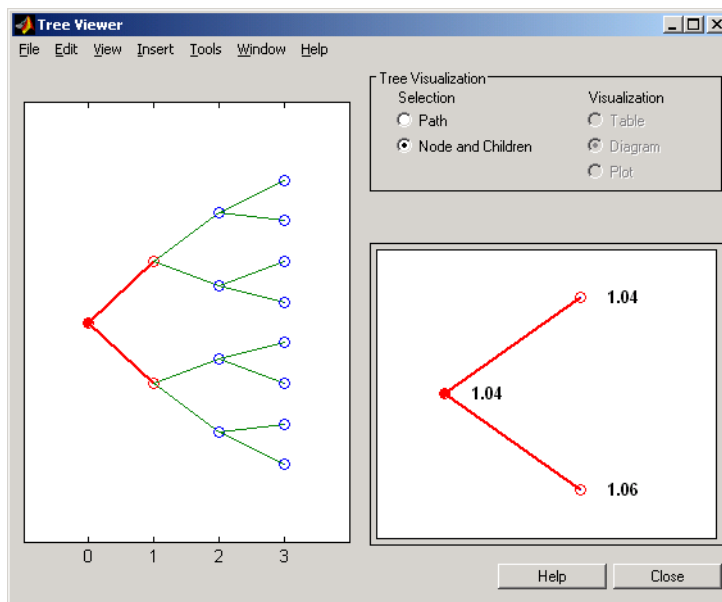 Tree Viewer
File Edit View Insert Tools Window Help
Tree Visualization
Selection Visualization
Path Table
Node and Children Diagram
Plot
1.04
1.04
1.06
0 1 2 3
Help Close